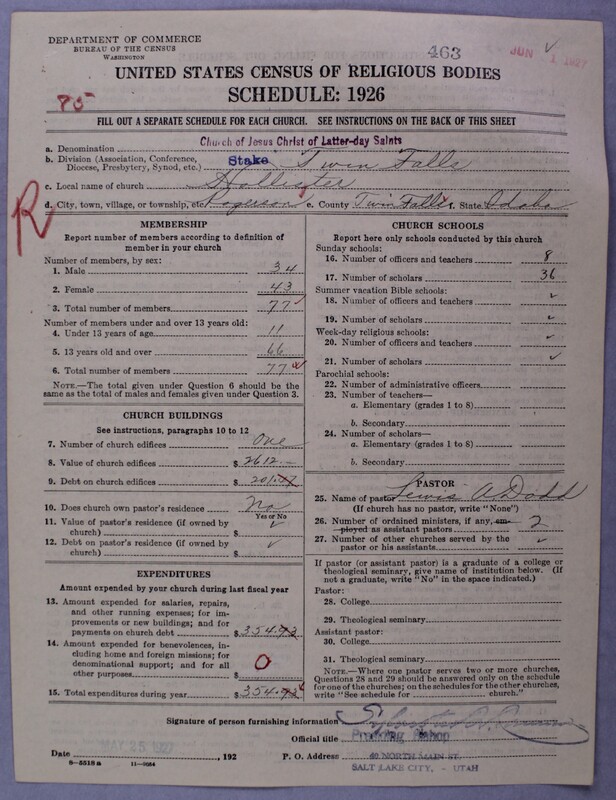 DEPARTMENT OF COMMERCE
BUREAU OF THE CENSUS
WASHINGTON
463
JUN 1 1927
UNITED STATES CENSUS OF RELIGIOUS BODIES
SCHEDULE: 1926
85
FILL OUT A SEPARATE SCHEDULE FOR EACH CHURCH. SEE INSTRUCTIONS ON THE BACK OF THIS SHEET
a. Denomination Church of Jesus Christ of Latter-day Saints
b. Division (Association, Conference, Diocese, Presbytery, Synod, etc.) Stake Twin Falls
c. Local name of church Hollister
d. City, town, village, or township, etc. Rogerson e. County Twin Falls f. State Idaho
R
MEMBERSHIP
Report number of members according to definition of
member in your church
Number of members, by sex:
1. Male 34
2. Female 43
3. Total number of members 77
Number of members under and over 13 years old:
4. Under 13 years of age 11
5. 13 years old and over 66
6. Total number of members 77
NOTE.—The total given under Question 6 should be
same as the total of males and females given under Question 3.
CHURCH BUILDINGS
See instructions, paragraphs 10 to 12
7. Number of church edifices One
8. Value of church edifices $2612.—
9. Debt on church edifices $201.
10. Does church own pastor's residence No
Yes or No
11. Value of pastor's residence (if owned by
church) $ ✓
12. Debt on pastor's residence (if owned by
church) $ ✓
EXPENDITURES
Amount expended by your church during last fiscal year
13. Amount expended for salaries, repairs,
and other running expenses; for im-
provements or new buildings; and for
payments on church debt $354.93
14. Amount expended for benevolences, in-
cluding home and foreign missions; for
denominational support; and for all
other purposes $ 0
15. Total expenditures during year $354.93
CHURCH SCHOOLS
Report here only schools conducted by this church
Sunday schools:
16. Number of officers and teachers 8
17. Number of scholars 36
Summer vacation Bible schools:
18. Number of officers and teachers ✓
19. Number of scholars ✓
Week-day religious schools:
20. Number of officers and teachers ✓
21. Number of scholars ✓
Parochial schools:
22. Number of administrative officers
23. Number of teachers—
a. Elementary (grades 1 to 8)
b. Secondary
24. Number of scholars—
a. Elementary (grades 1 to 8)
b. Secondary
PASTOR
25. Name of pastor Lewis A. Dodd
(If church has no pastor, write "None")
26. Number of ordained ministers, if any, em-
ployed as assistant pastors 2
27. Number of other churches served by the
pastor or his assistants ✓
If pastor (or assistant pastor) is a graduate of a college or
theological seminary, give name of institution below. (If
not a graduate, write "No" in the space indicated.)
Pastor:
28. College
29. Theological seminary
Assistant pastor:
30. College
31. Theological seminary
NOTE.—Where one pastor serves two or more churches,
Questions 28 and 29 should be answered only on the schedule
for one of the churches; on the schedules for the other churches,
write "See schedule for church."
Signature of person furnishing information
Official title Presiding Bishop
Date MAY 25 1927, 192 P. O. Address 40 NORTH MAIN ST.
SALT LAKE CITY, - UTAH
8—5518 a